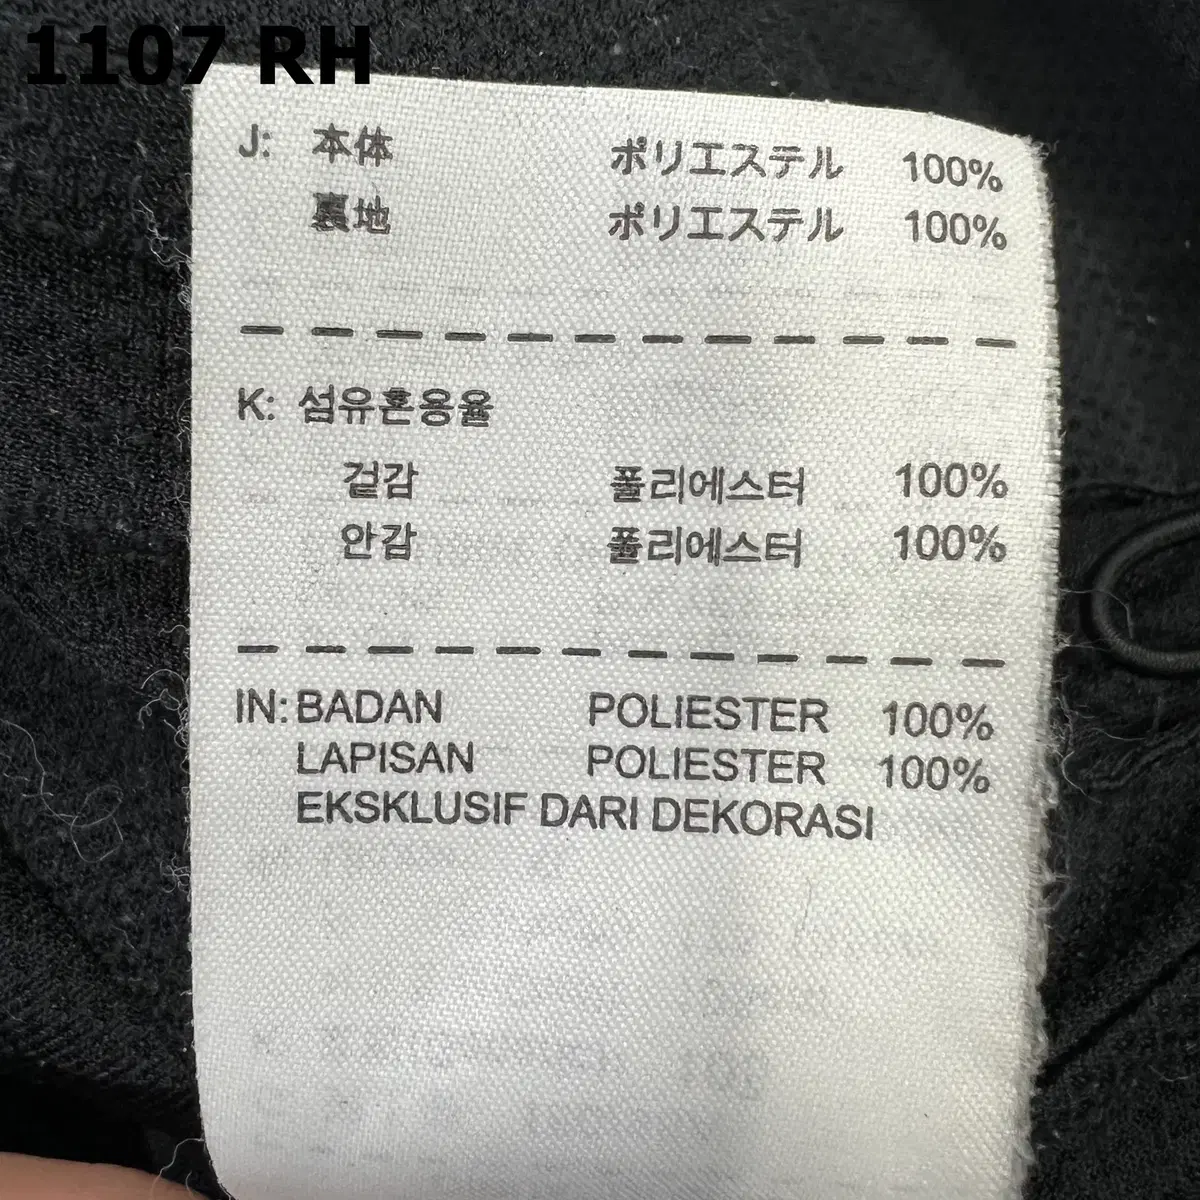 1107 RH
J: 本体 ポリエステル 100%
裏地 ポリエステル 100%
K: 섬유혼용율
겉감 폴리에스터 100%
안감 폴리에스터 100%
IN: BADAN POLIESTER 100%
LAPISAN POLIESTER 100%
EKSKLUSIF DARI DEKORASI